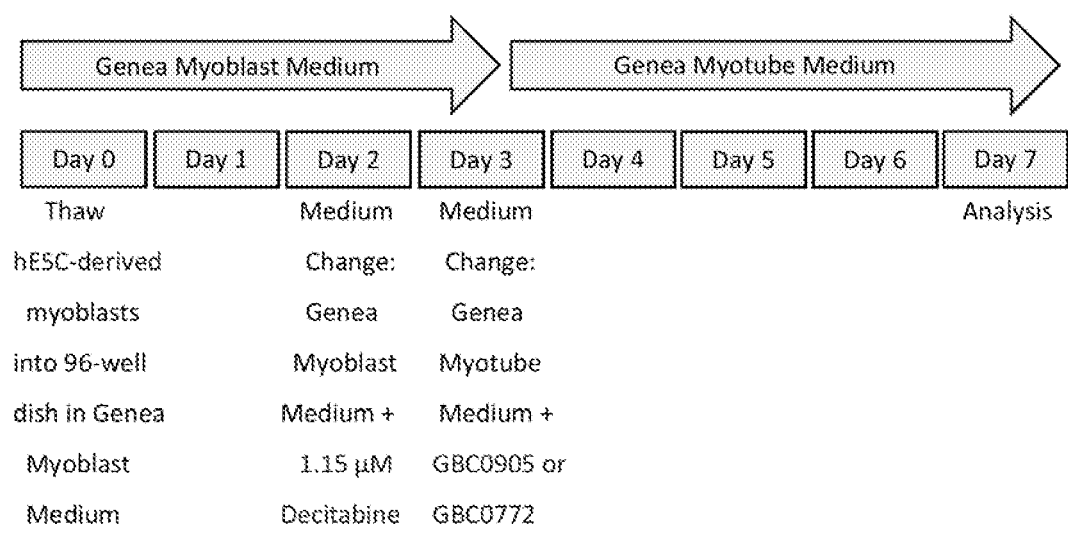 Genea Myoblast Medium
Genea Myotube Medium
Day 0
Day 1
Day 2
Day 3
Day 4
Day 5
Day 6
Day 7
Thaw
hESC-derived
myoblasts
into 96-well
dish in Genea
Myoblast
Medium
Medium
Change:
Genea
Myoblast
Medium +
1.15 µM
Decitabine
Medium
Change:
Genea
Myotube
Medium +
GBC0905 or
GBC0772
Analysis